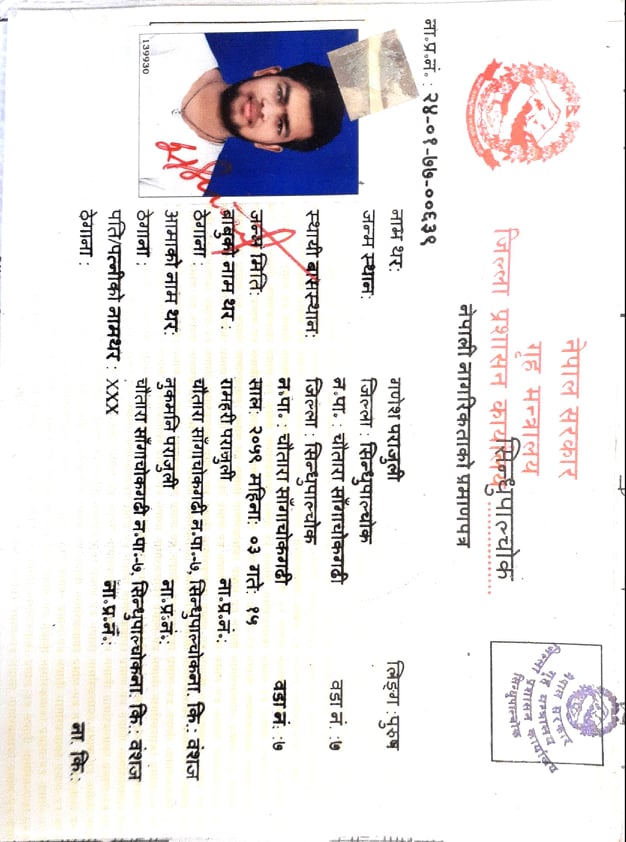 नेपाल सरकार
गृह मन्त्रालय
जिल्ला प्रशासन कार्यालय, सिन्धुपाल्चोक
नेपाली नागरिकताको प्रमाणपत्र
नेपाल सरकार
गृह मन्त्रालय
जिल्ला प्रशासन कार्यालय
सिन्धुपाल्चोक
ना.प्र.नं. : २४-०१-७७-००६३९
139930
नाम थर: गणेश पराजुली लिङ्ग: पुरुष
जन्म स्थान: जिल्ला : सिन्धुपाल्चोक
न.पा. : चौतारा साँगाचोकगढी वडा नं :७
स्थायी बासस्थान: जिल्ला : सिन्धुपाल्चोक
न.पा. : चौतारा साँगाचोकगढी वडा नं :७
जन्म मिति: साल: २०५९ महिना: ०३ गते: १५
बाबुको नाम थर : रामहरी पराजुली ना.प्र.नं.:
ठेगाना : चौतारा साँगाचोकगढी न.पा.-७, सिन्धुपाल्चोक ना. कि.: वंशज
आमाको नाम थर: नुकमनि पराजुली ना.प्र.नं. :
ठेगाना : चौतारा साँगाचोकगढी न.पा.-७, सिन्धुपाल्चोक ना. कि.: वंशज
पति/पत्नीको नामथर : XXX ना.प्र.नं. :
ठेगाना : ना. कि.: